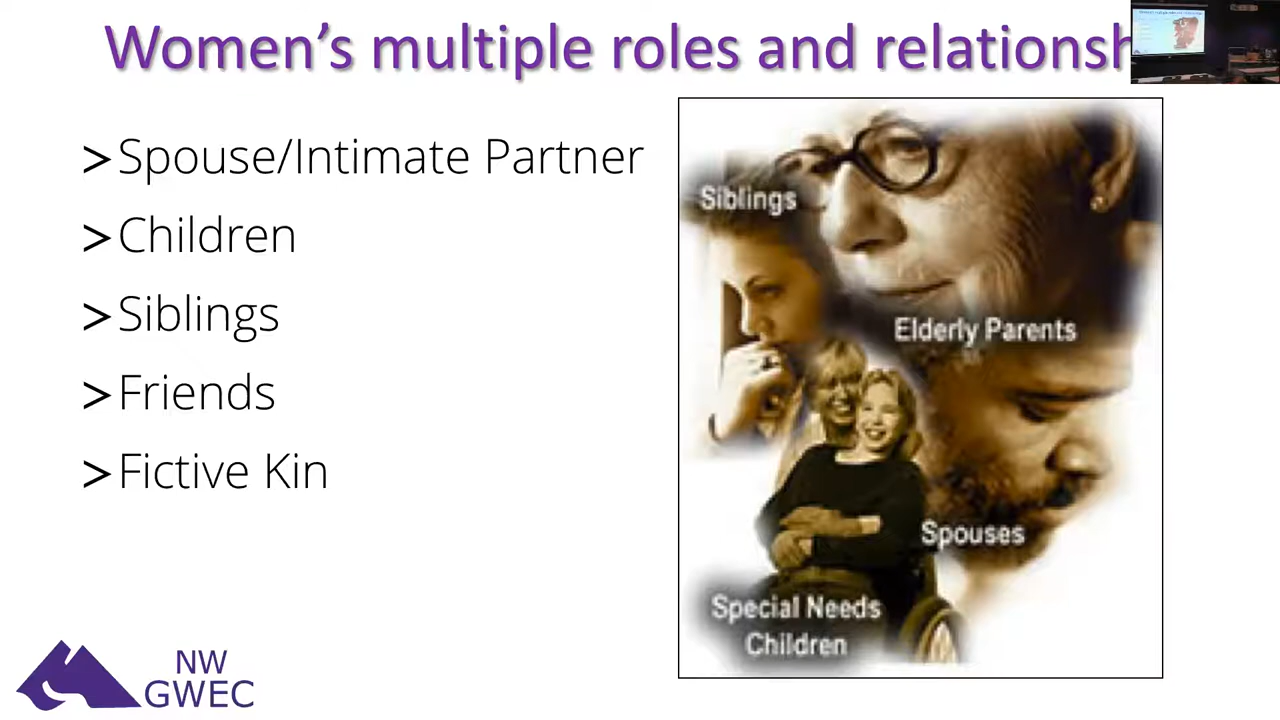 Women's multiple roles and relationsh
> Spouse/Intimate Partner
> Children
> Siblings
> Friends
> Fictive Kin
Siblings
Elderly Parents
Spouses
Special Needs
Children
NW
GWEC